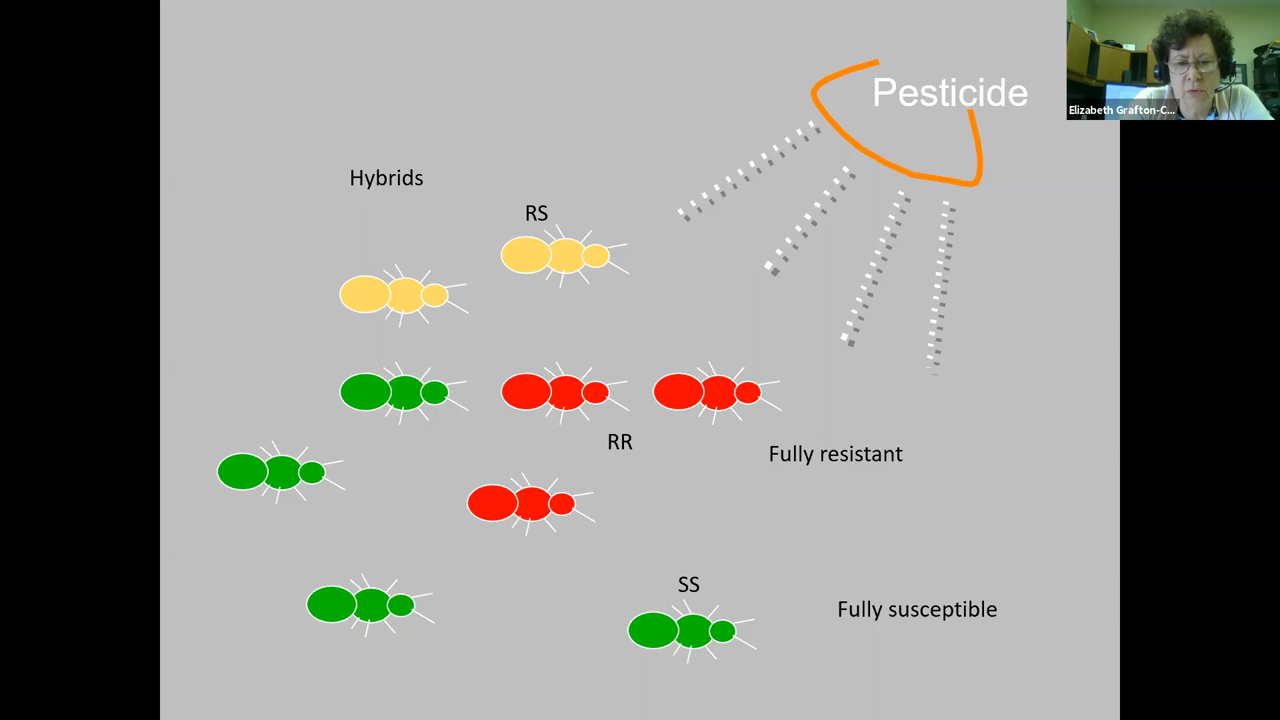 Pesticide
Elizabeth Grafton-C...
Hybrids
RS
RR
Fully resistant
SS
Fully susceptible